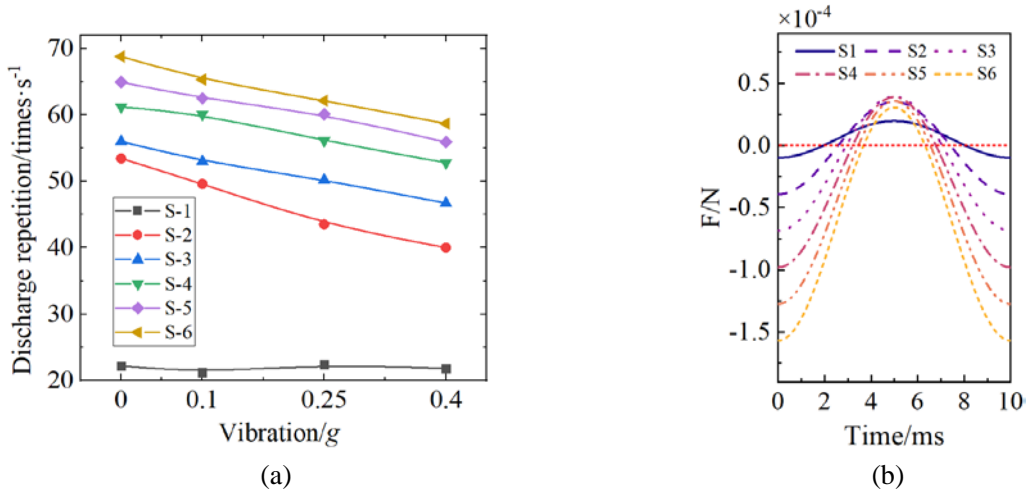 Discharge repetition/times·s⁻¹
70
60
50
40
30
20
S-1
S-2
S-3
S-4
S-5
S-6
0 0.1 0.25 0.4
Vibration/g
(a)
×10⁻⁴
S1 S2 S3
S4 S5 S6
F/N
0.5
0.0
-0.5
-1.0
-1.5
0 2 4 6 8 10
Time/ms
(b)